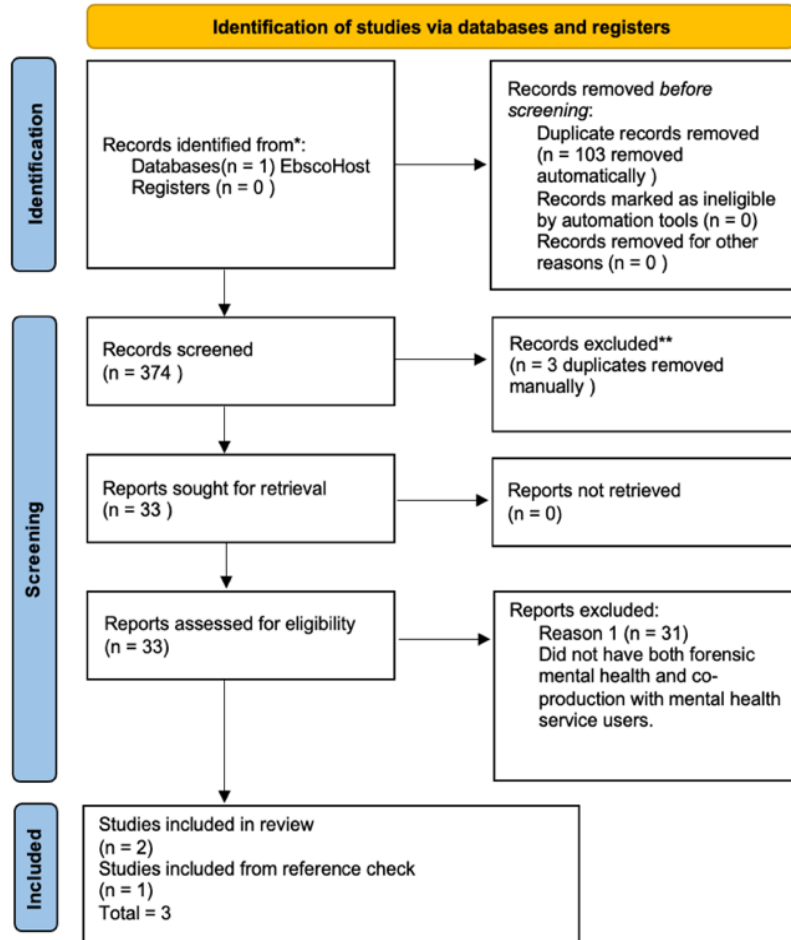 Identification of studies via databases and registers
Identification
Records identified from*:
Databases(n = 1) EbscoHost
Registers (n = 0 )
Records removed before
screening:
Duplicate records removed
(n = 103 removed
automatically )
Records marked as ineligible
by automation tools (n = 0)
Records removed for other
reasons (n = 0 )
Screening
Records screened
(n = 374 )
Records excluded**
(n = 3 duplicates removed
manually )
Reports sought for retrieval
(n = 33 )
Reports not retrieved
(n = 0)
Reports assessed for eligibility
(n = 33)
Reports excluded:
Reason 1 (n = 31)
Did not have both forensic
mental health and co-
production with mental health
service users.
Included
Studies included in review
(n = 2)
Studies included from reference check
(n = 1)
Total = 3